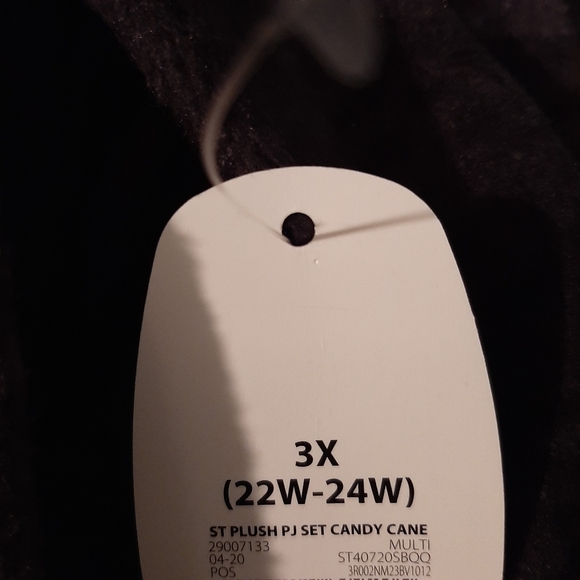 3X
(22W-24W)
ST PLUSH PJ SET CANDY CANE
29007133 MULTI
04-20 ST40720SBQQ
POS 3R002NM23BV1012